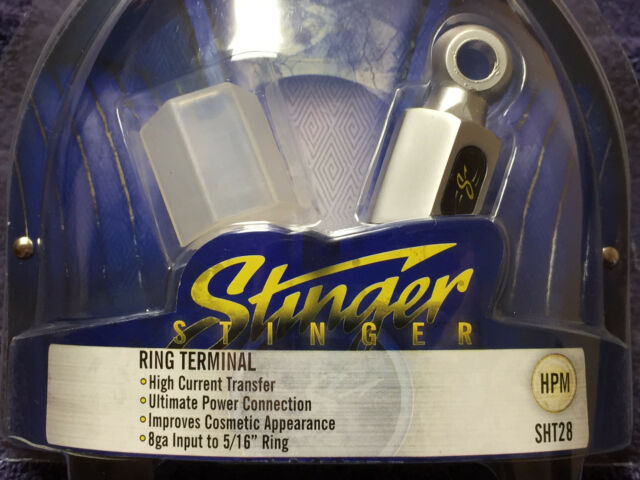 Stinger
STINGER
RING TERMINAL
•High Current Transfer
•Ultimate Power Connection
•Improves Cosmetic Appearance
•8ga Input to 5/16" Ring
HPM
SHT28